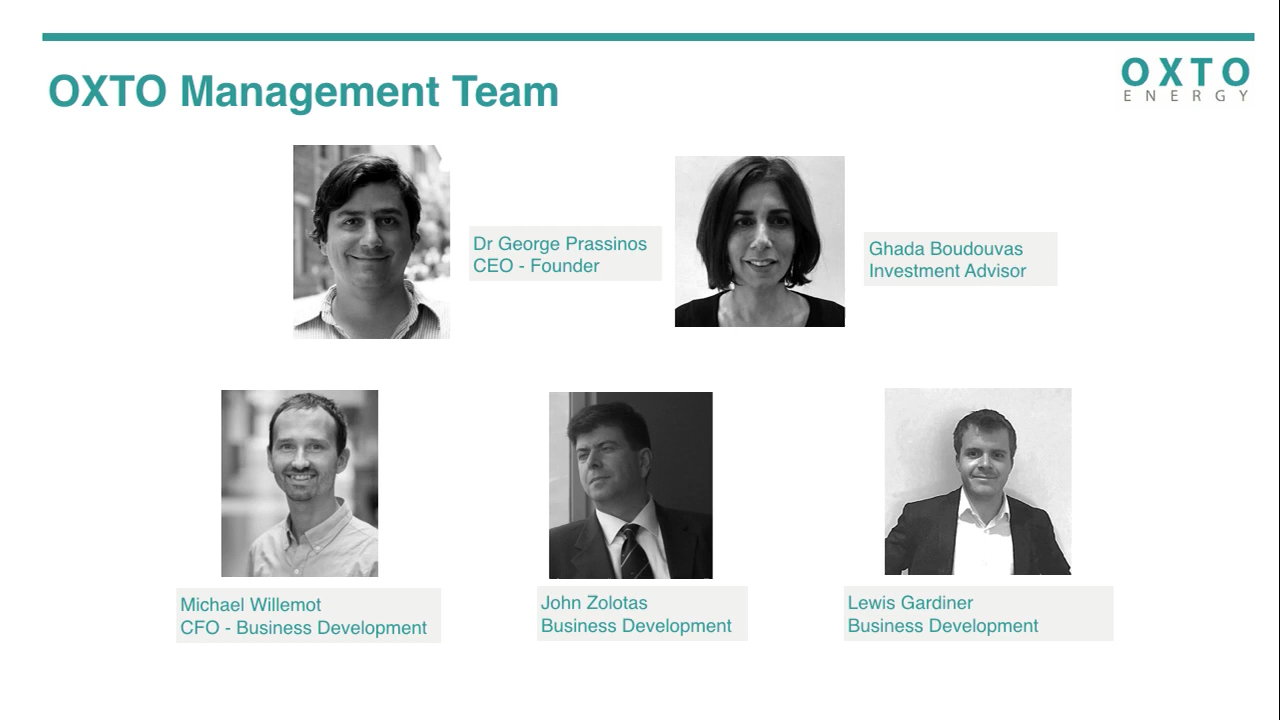 OXTO Management Team
OXTO
ENERGY
Dr George Prassinos
CEO - Founder
Ghada Boudouvas
Investment Advisor
Michael Willemot
CFO - Business Development
John Zolotas
Business Development
Lewis Gardiner
Business Development